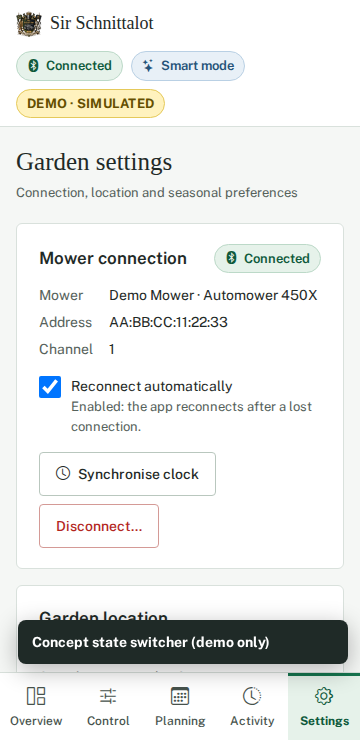 Sir Schnittalot
Connected
Smart mode
DEMO · SIMULATED
Garden settings
Connection, location and seasonal preferences
Mower connection
Connected
Mower Demo Mower · Automower 450X
Address AA:BB:CC:11:22:33
Channel 1
Reconnect automatically
Enabled: the app reconnects after a lost
connection.
Synchronise clock
Disconnect...
Garden location
Concept state switcher (demo only)
Overview
Control
Planning
Activity
Settings